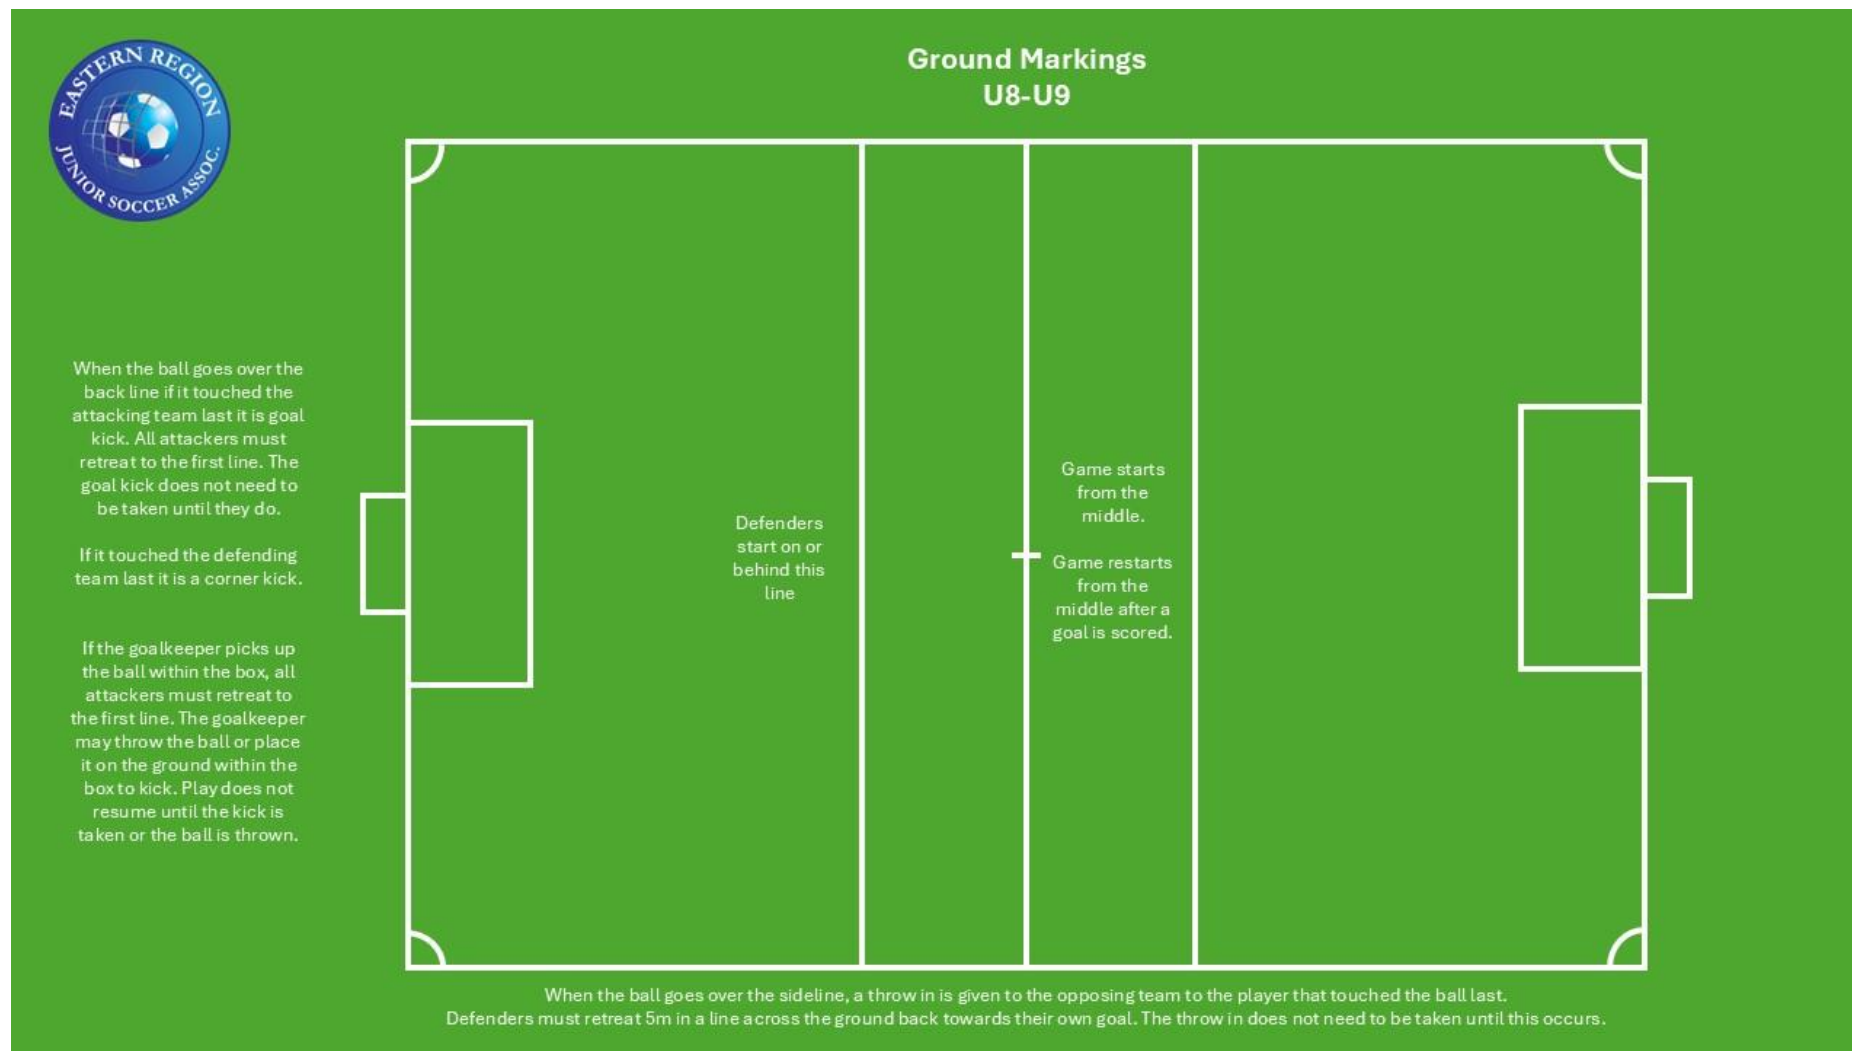 EASTERN REGION
JUNIOR SOCCER ASSOC.
Ground Markings
U8-U9
When the ball goes over the
back line if it touched the
attacking team last it is goal
kick. All attackers must
retreat to the first line. The
goal kick does not need to
be taken until they do.
If it touched the defending
team last it is a corner kick.
If the goalkeeper picks up
the ball within the box, all
attackers must retreat to
the first line. The goalkeeper
may throw the ball or place
it on the ground within the
box to kick. Play does not
resume until the kick is
taken or the ball is thrown.
Defenders
start on or
behind this
line
Game starts
from the
middle.
Game restarts
from the
middle after a
goal is scored.
When the ball goes over the sideline, a throw in is given to the opposing team to the player that touched the ball last.
Defenders must retreat 5m in a line across the ground back towards their own goal. The throw in does not need to be taken until this occurs.